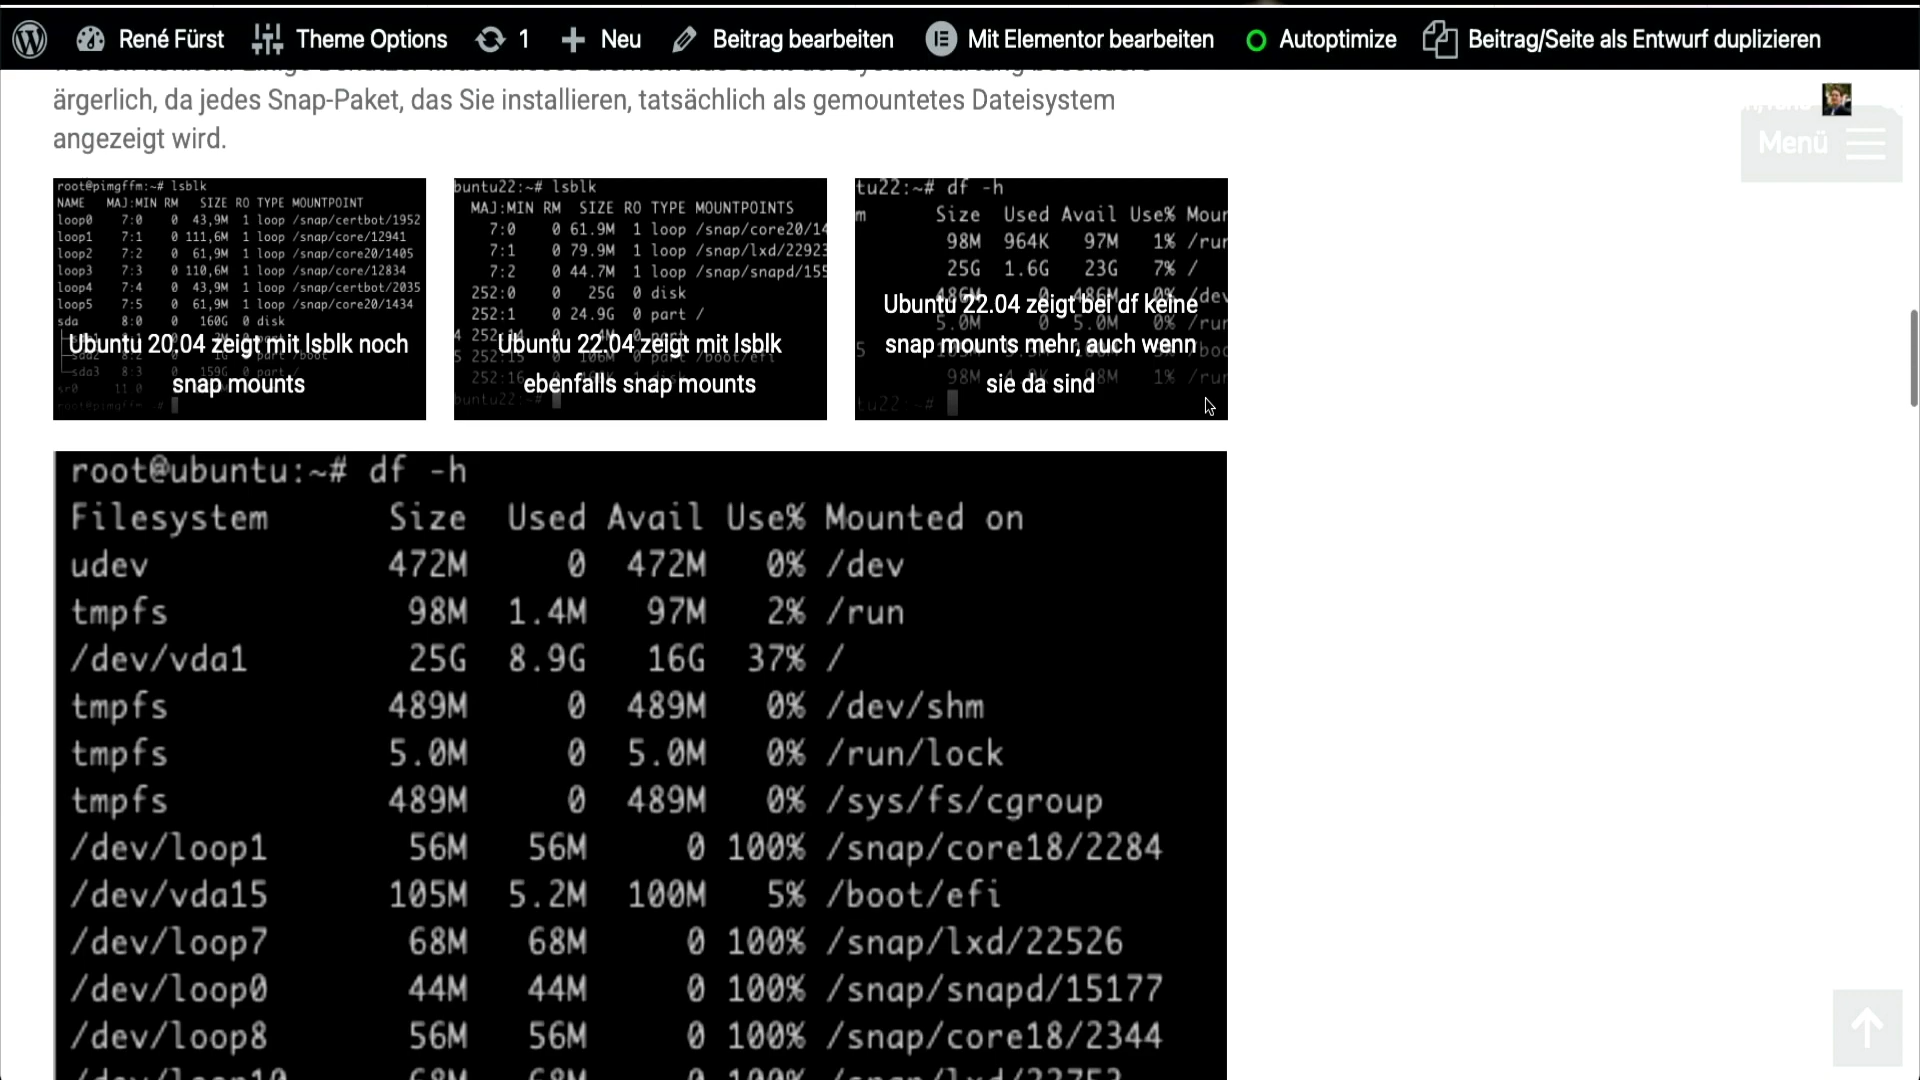 René Fürst Theme Options 1 Neu Beitrag bearbeiten Mit Elementor bearbeiten Autoptimize Beitrag/Seite als Entwurf duplizieren
ärgerlich, da jedes Snap-Paket, das Sie installieren, tatsächlich als gemountetes Dateisystem
angezeigt wird.
Menü
root@pimgffm:~# lsblk
NAME MAJ:MIN RM SIZE RO TYPE MOUNTPOINT
loop0 7:0 0 43,9M 1 loop /snap/certbot/1952
loop1 7:1 0 111,6M 1 loop /snap/core/12941
loop2 7:2 0 61,9M 1 loop /snap/core20/1405
loop3 7:3 0 110,6M 1 loop /snap/core/12834
loop4 7:4 0 43,9M 1 loop /snap/certbot/2035
loop5 7:5 0 61,9M 1 loop /snap/core20/1434
sda 8:0 0 160G 0 disk
Ubuntu 20.04 zeigt mit lsblk noch
snap mounts
buntu22:~# lsblk
MAJ:MIN RM SIZE RO TYPE MOUNTPOINTS
7:0 0 61.9M 1 loop /snap/core20/14
7:1 0 79.9M 1 loop /snap/lxd/22923
7:2 0 44.7M 1 loop /snap/snapd/155
252:0 0 25G 0 disk
252:1 0 24.9G 0 part /
Ubuntu 22.04 zeigt mit lsblk
ebenfalls snap mounts
tu22:~# df -h
m Size Used Avail Use% Moun
98M 964K 97M 1% /run
25G 1.6G 23G 7% /
Ubuntu 22.04 zeigt bei df keine
snap mounts mehr, auch wenn
sie da sind
root@ubuntu:~# df -h
Filesystem Size Used Avail Use% Mounted on
udev 472M 0 472M 0% /dev
tmpfs 98M 1.4M 97M 2% /run
/dev/vda1 25G 8.9G 16G 37% /
tmpfs 489M 0 489M 0% /dev/shm
tmpfs 5.0M 0 5.0M 0% /run/lock
tmpfs 489M 0 489M 0% /sys/fs/cgroup
/dev/loop1 56M 56M 0 100% /snap/core18/2284
/dev/vda15 105M 5.2M 100M 5% /boot/efi
/dev/loop7 68M 68M 0 100% /snap/lxd/22526
/dev/loop0 44M 44M 0 100% /snap/snapd/15177
/dev/loop8 56M 56M 0 100% /snap/core18/2344